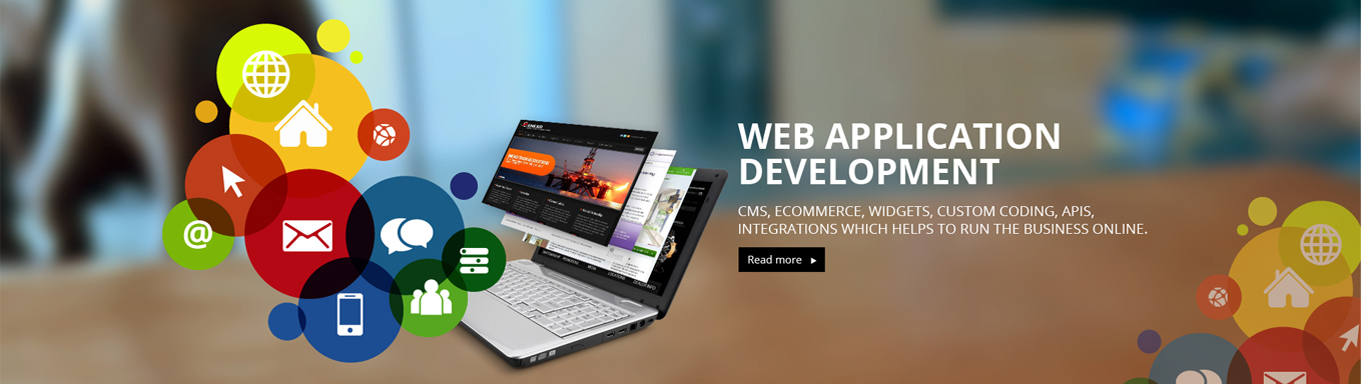 WEB APPLICATION
DEVELOPMENT
CMS, ECOMMERCE, WIDGETS, CUSTOM CODING, APIS,
INTEGRATIONS WHICH HELPS TO RUN THE BUSINESS ONLINE.
Read more
@